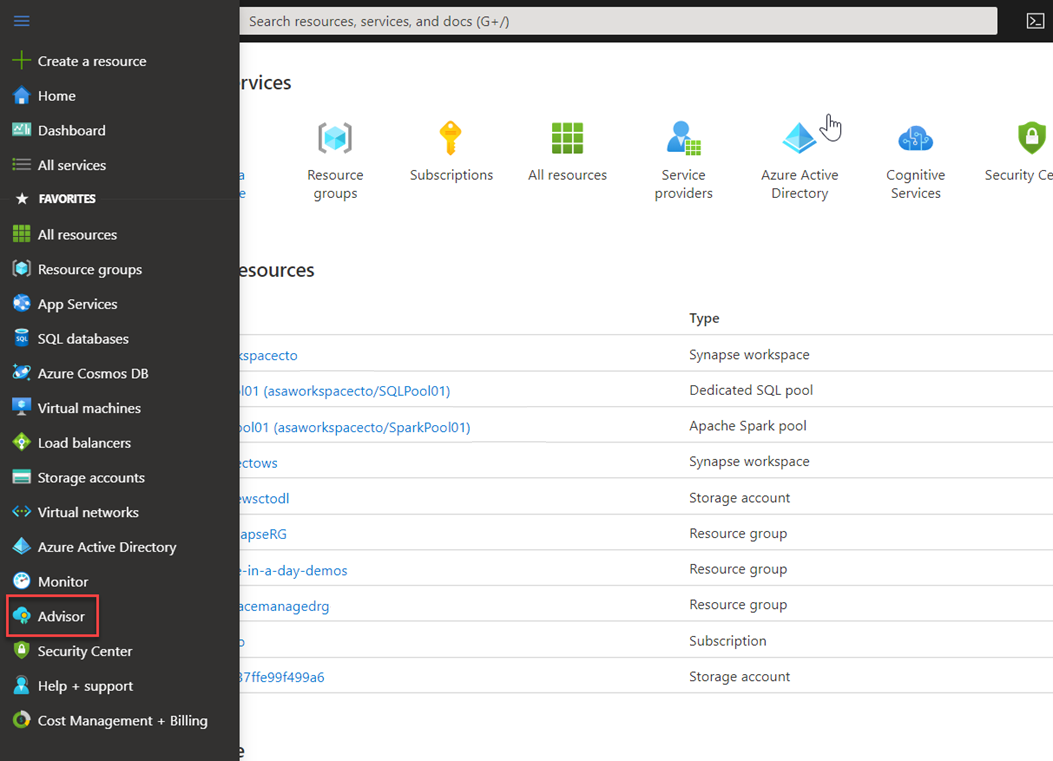 Search resources, services, and docs (G+/)
Create a resource
Home
Dashboard
All services
FAVORITES
All resources
Resource groups
App Services
SQL databases
Azure Cosmos DB
Virtual machines
Load balancers
Storage accounts
Virtual networks
Azure Active Directory
Monitor
Advisor
Security Center
Help + support
Cost Management + Billing
rvices
a
e
Resource
groups
Subscriptions
All resources
Service
providers
Azure Active
Directory
Cognitive
Services
Security Ce
esources
Type
kspacecto Synapse workspace
ol01 (asaworkspacecto/SQLPool01) Dedicated SQL pool
ool01 (asaworkspacecto/SparkPool01) Apache Spark pool
ectows Synapse workspace
ewsctodl Storage account
apseRG Resource group
e-in-a-day-demos Resource group
acemanagedrg Resource group
o Subscription
37ffe99f499a6 Storage account
e